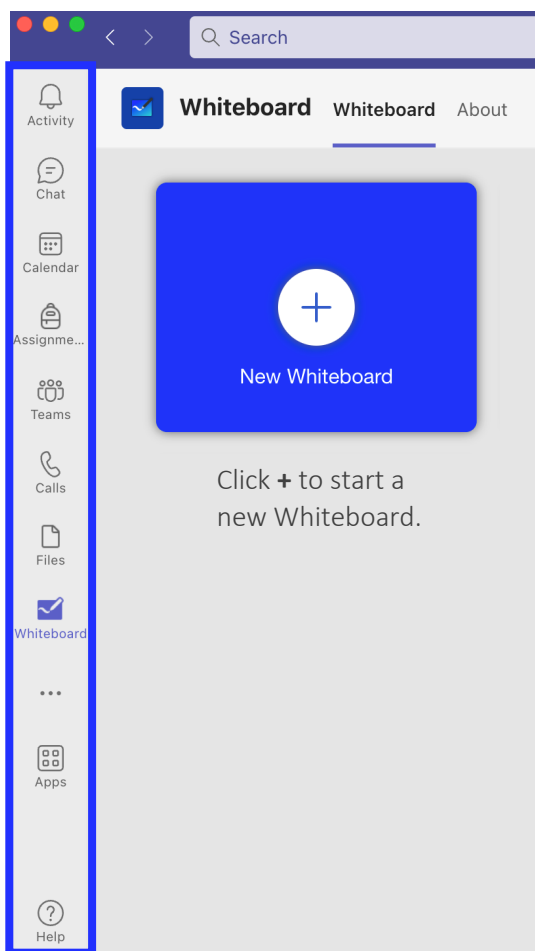 Search
Activity
Chat
Calendar
Assignme...
Teams
Calls
Files
Whiteboard
...
Apps
Help
Whiteboard Whiteboard About
New Whiteboard
Click + to start a
new Whiteboard.